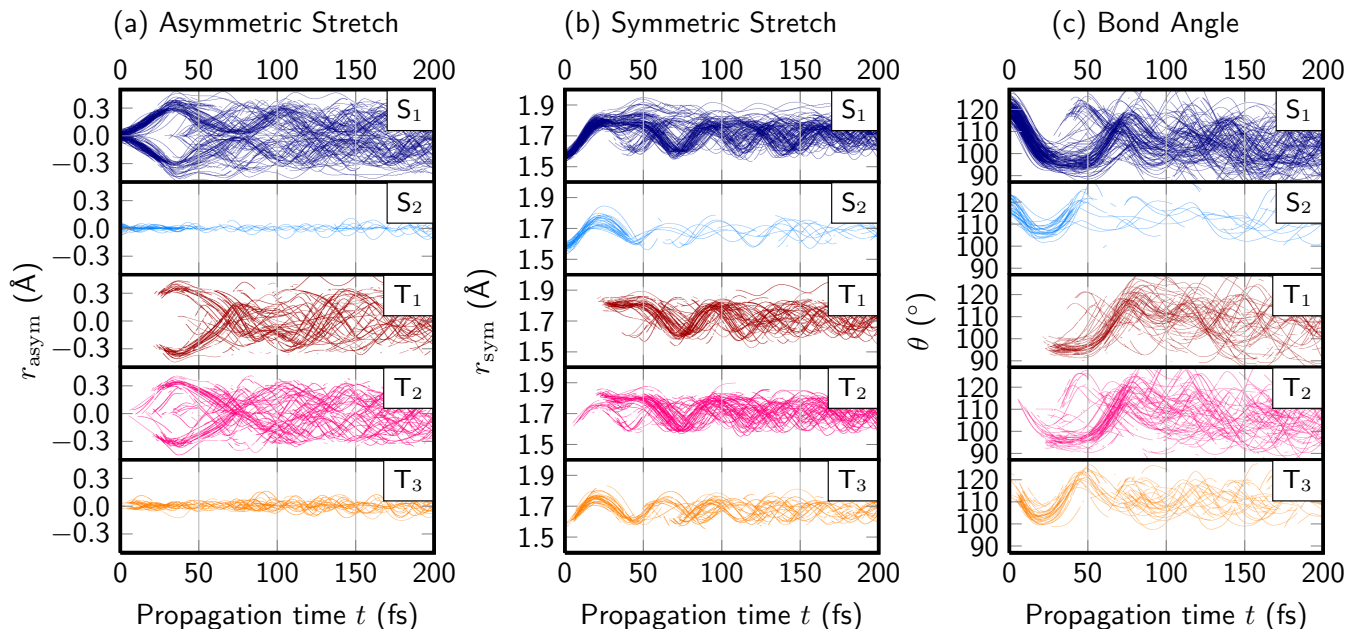 (a) Asymmetric Stretch (b) Symmetric Stretch (c) Bond Angle
0 50 100 150 200 0 50 100 150 200 0 50 100 150 200
0.3 0.0 −0.3 S₁ 1.9 1.7 1.5 S₁ 120 110 100 90 S₁
0.3 0.0 −0.3 S₂ 1.9 1.7 1.5 S₂ 120 110 100 90 S₂
0.3 0.0 −0.3 T₁ 1.9 1.7 1.5 T₁ 120 110 100 90 T₁
0.3 0.0 −0.3 T₂ 1.9 1.7 1.5 T₂ 120 110 100 90 T₂
0.3 0.0 −0.3 T₃ 1.9 1.7 1.5 T₃ 120 110 100 90 T₃
r_asym (Å) r_sym (Å) θ (°)
0 50 100 150 200 0 50 100 150 200 0 50 100 150 200
Propagation time t (fs) Propagation time t (fs) Propagation time t (fs)